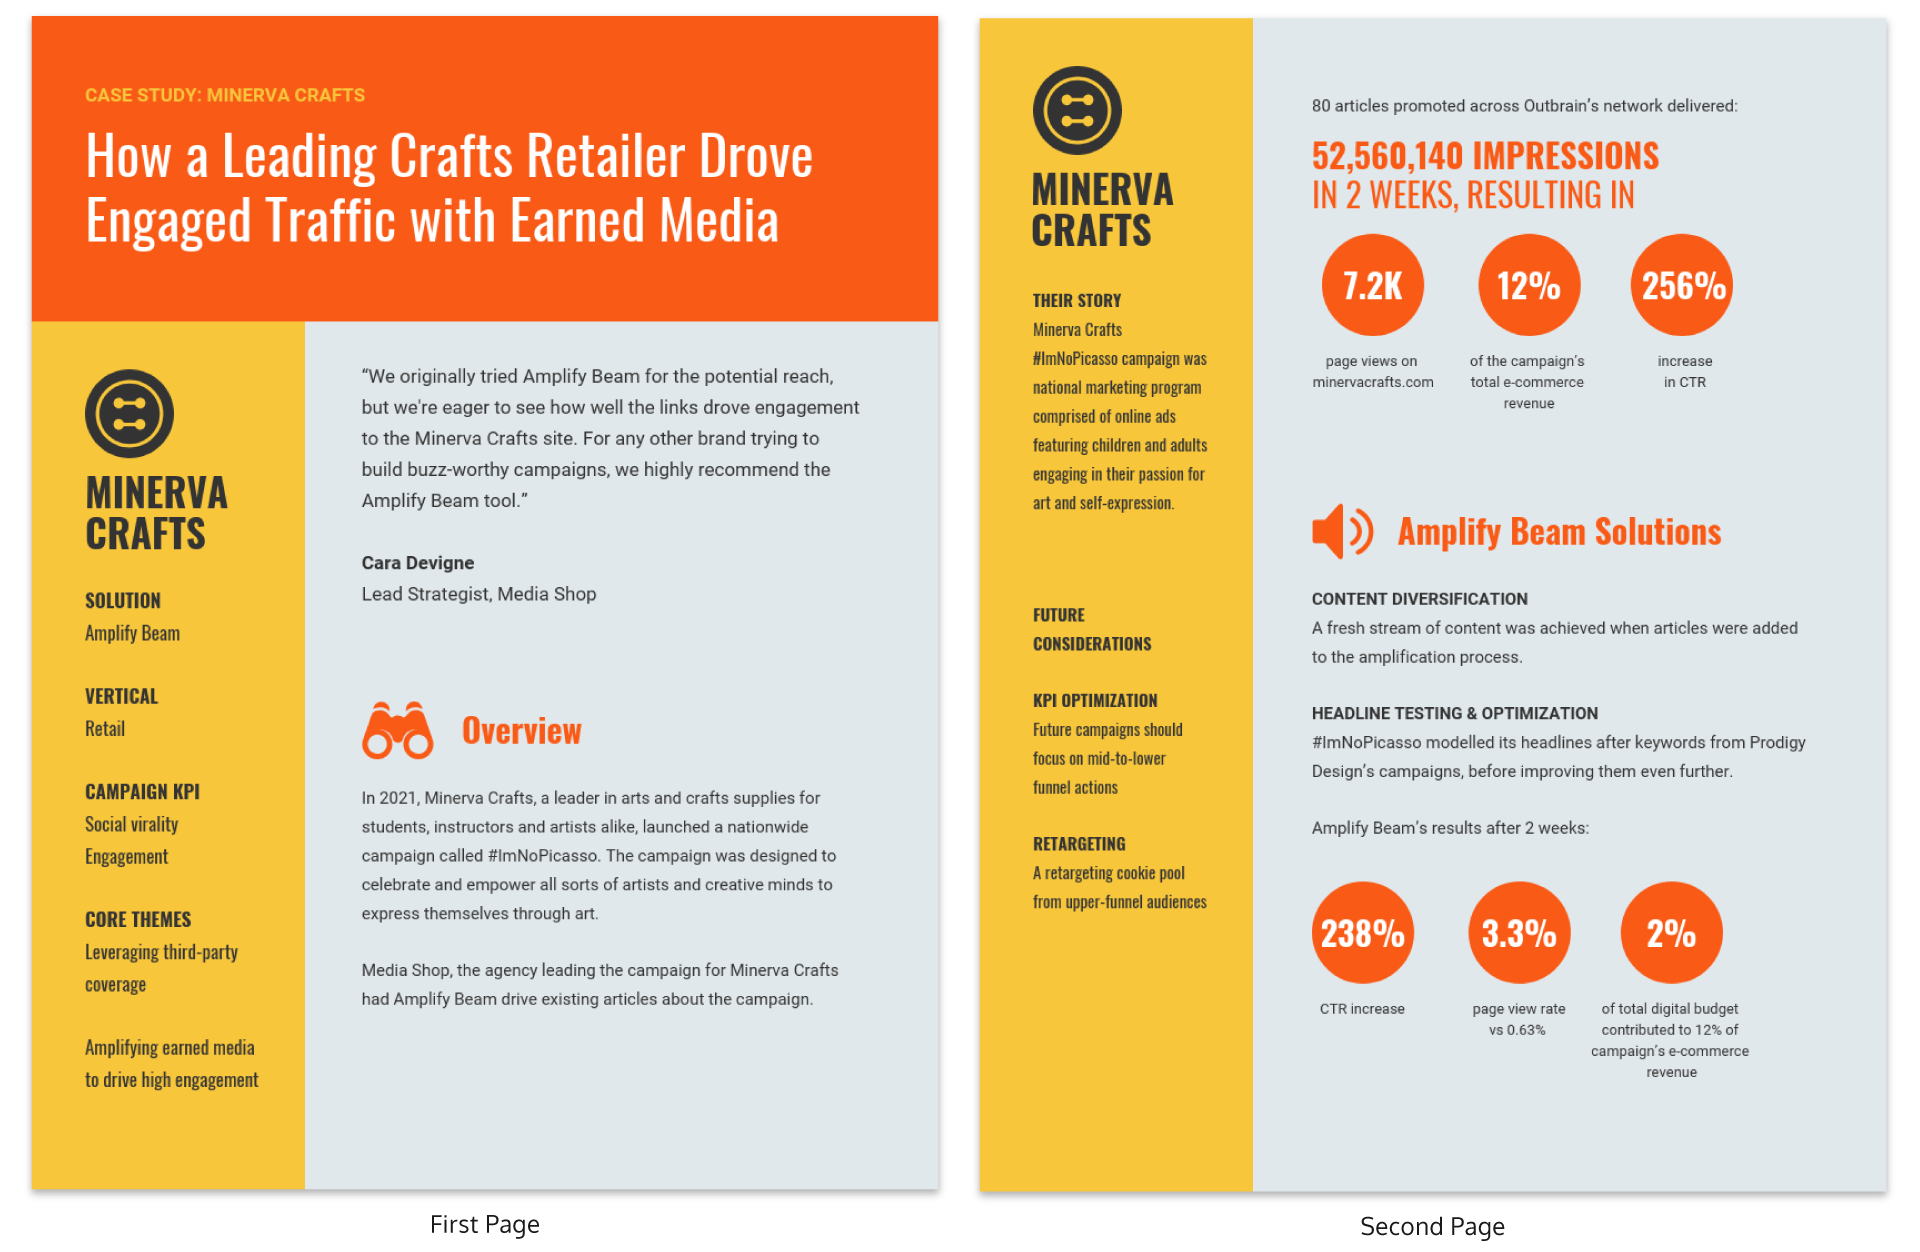 CASE STUDY: MINERVA CRAFTS
How a Leading Crafts Retailer Drove
Engaged Traffic with Earned Media
MINERVA
CRAFTS
SOLUTION
Amplify Beam
VERTICAL
Retail
CAMPAIGN KPI
Social virality
Engagement
CORE THEMES
Leveraging third-party
coverage
Amplifying earned media
to drive high engagement
“We originally tried Amplify Beam for the potential reach,
but we're eager to see how well the links drove engagement
to the Minerva Crafts site. For any other brand trying to
build buzz-worthy campaigns, we highly recommend the
Amplify Beam tool.”
Cara Devigne
Lead Strategist, Media Shop
Overview
In 2021, Minerva Crafts, a leader in arts and crafts supplies for
students, instructors and artists alike, launched a nationwide
campaign called #ImNoPicasso. The campaign was designed to
celebrate and empower all sorts of artists and creative minds to
express themselves through art.
Media Shop, the agency leading the campaign for Minerva Crafts
had Amplify Beam drive existing articles about the campaign.
First Page
MINERVA
CRAFTS
THEIR STORY
Minerva Crafts
#ImNoPicasso campaign was
national marketing program
comprised of online ads
featuring children and adults
engaging in their passion for
art and self-expression.
FUTURE
CONSIDERATIONS
KPI OPTIMIZATION
Future campaigns should
focus on mid-to-lower
funnel actions
RETARGETING
A retargeting cookie pool
from upper-funnel audiences
80 articles promoted across Outbrain’s network delivered:
52,560,140 IMPRESSIONS
IN 2 WEEKS, RESULTING IN
7.2K
page views on
minervacrafts.com
12%
of the campaign’s
total e-commerce
revenue
256%
increase
in CTR
Amplify Beam Solutions
CONTENT DIVERSIFICATION
A fresh stream of content was achieved when articles were added
to the amplification process.
HEADLINE TESTING & OPTIMIZATION
#ImNoPicasso modelled its headlines after keywords from Prodigy
Design’s campaigns, before improving them even further.
Amplify Beam’s results after 2 weeks:
238%
CTR increase
3.3%
page view rate
vs 0.63%
2%
of total digital budget
contributed to 12% of
campaign’s e-commerce
revenue
Second Page